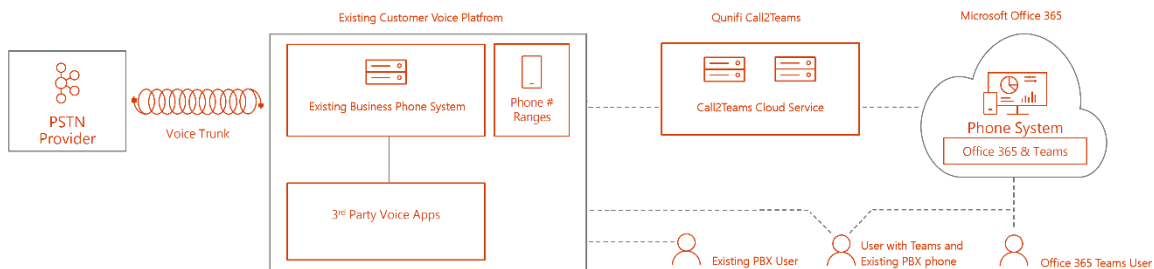 Existing Customer Voice Platfrom
Qunifi Call2Teams
Microsoft Office 365
PSTN
Provider
Voice Trunk
Existing Business Phone System
Phone #
Ranges
Call2Teams Cloud Service
Phone System
Office 365 & Teams
3rd Party Voice Apps
Existing PBX User
User with Teams and
Existing PBX phone
Office 365 Teams User